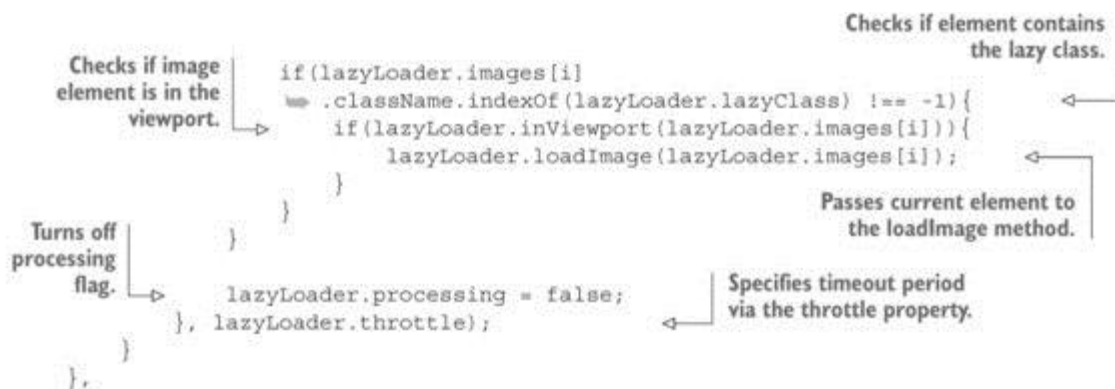 Checks if element contains
the lazy class.
Checks if image
element is in the
viewport.
if(lazyLoader.images[i]
➥ .className.indexOf(lazyLoader.lazyClass) !== -1){
if(lazyLoader.inViewport(lazyLoader.images[i])){
lazyLoader.loadImage(lazyLoader.images[i]);
}
}
}
Passes current element to
the loadImage method.
Turns off
processing
flag.
lazyLoader.processing = false;
}, lazyLoader.throttle);
Specifies timeout period
via the throttle property.
}
},